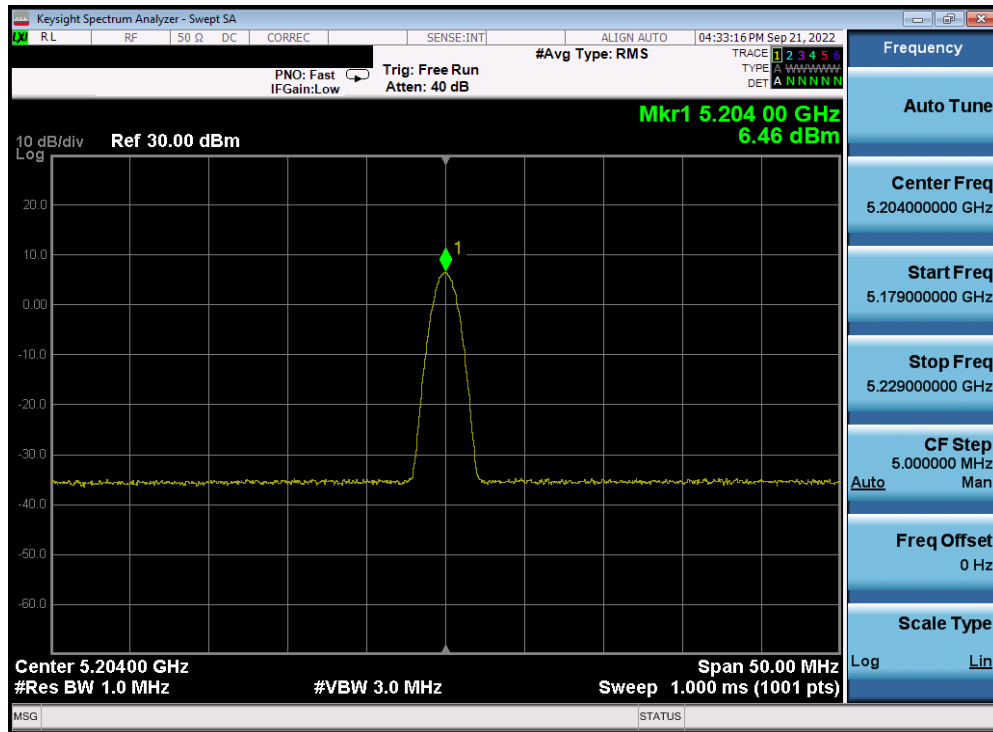 Keysight Spectrum Analyzer - Swept SA
LXI RL RF 50 Ω DC CORREC SENSE:INT ALIGN AUTO 04:33:16 PM Sep 21, 2022
PNO: Fast
IFGain:Low
Trig: Free Run
Atten: 40 dB
#Avg Type: RMS
TRACE 1 2 3 4 5 6
TYPE A WWWWW
DET A N N N N N
Mkr1 5.204 00 GHz
6.46 dBm
10 dB/div
Log
Ref 30.00 dBm
20.0
10.0
0.00
-10.0
-20.0
-30.0
-40.0
-50.0
-60.0
1
Center 5.20400 GHz
Span 50.00 MHz
#Res BW 1.0 MHz
#VBW 3.0 MHz
Sweep 1.000 ms (1001 pts)
MSG
STATUS
Frequency
Auto Tune
Center Freq
5.204000000 GHz
Start Freq
5.179000000 GHz
Stop Freq
5.229000000 GHz
CF Step
5.000000 MHz
Auto Man
Freq Offset
0 Hz
Scale Type
Log Lin